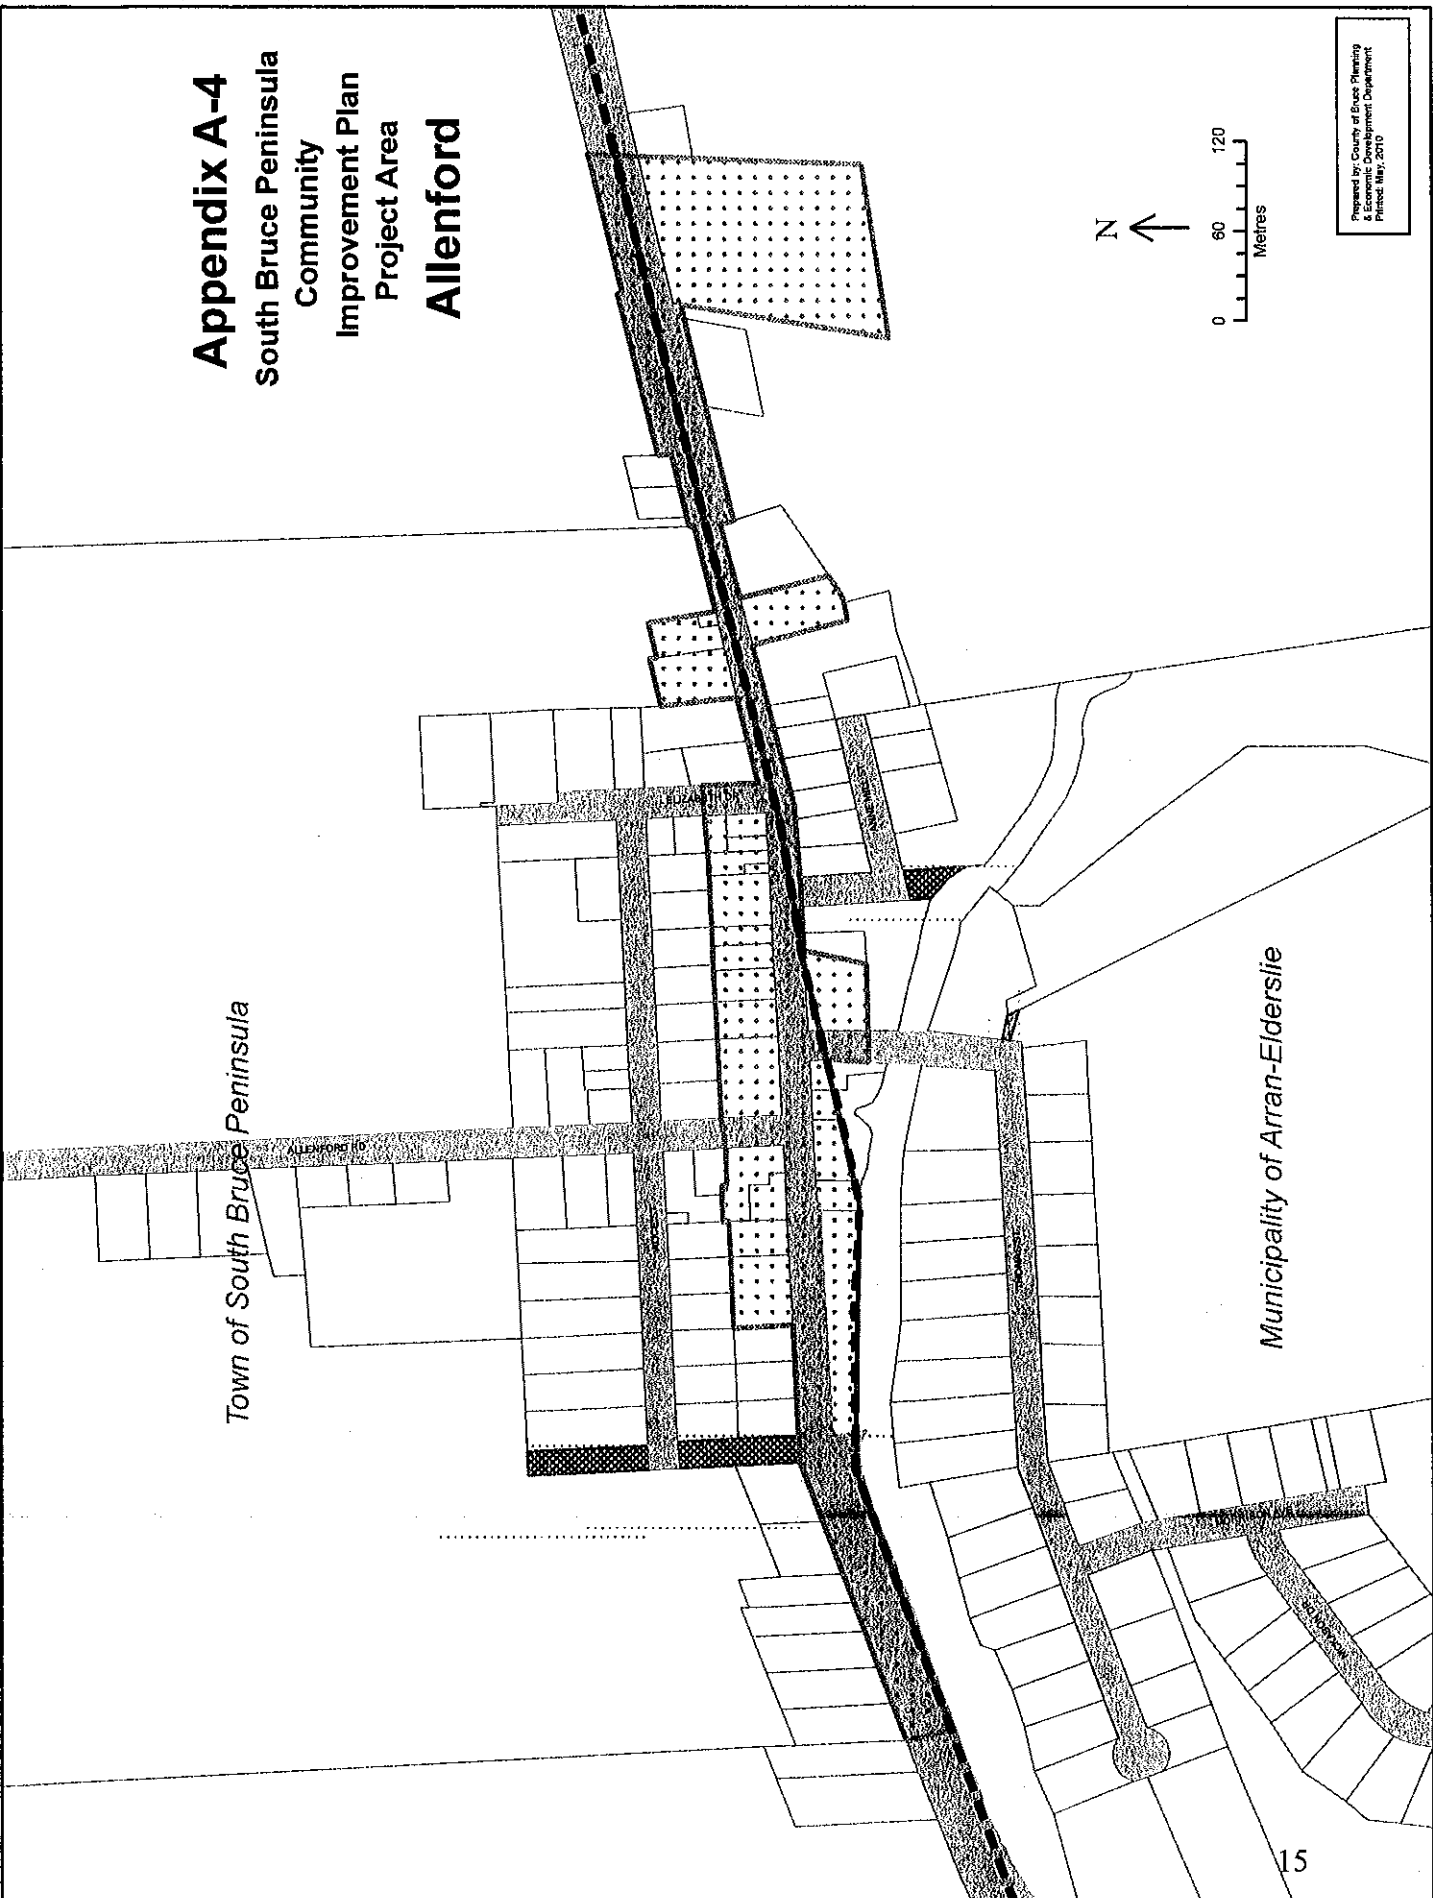 Appendix A-4
South Bruce Peninsula
Community
Improvement Plan
Project Area
Allenford
Town of South Bruce Peninsula
ALLENFORD RD
ELIZABETH DR
N
0 60 120
Metres
Municipality of Arran-Elderslie
Prepared by: County of Bruce Planning
& Economic Development Department
Printed: May, 2010
15